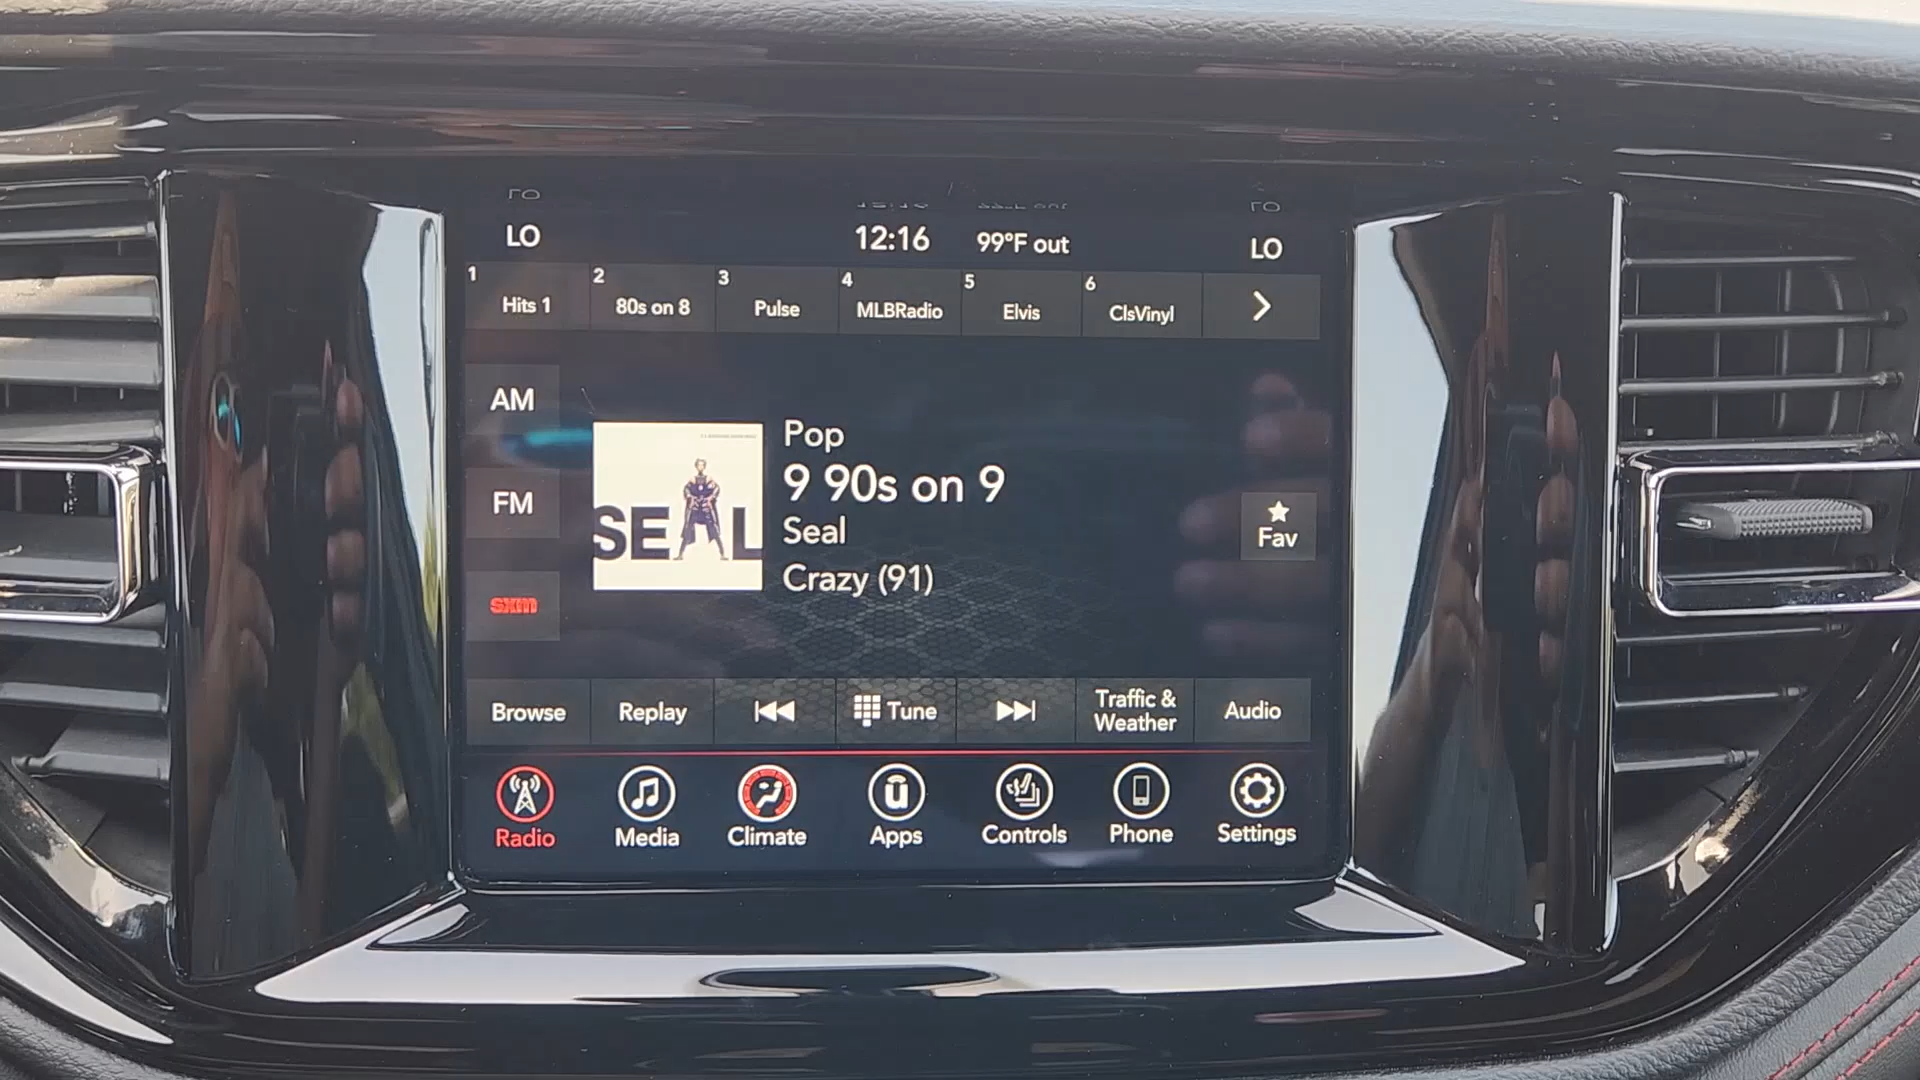 LO
12:16
99°F out
LO
1
Hits 1
2
80s on 8
3
Pulse
4
MLBRadio
5
Elvis
6
ClsVinyl
AM
FM
sxm
SEAL
Pop
9 90s on 9
Seal
Crazy (91)
Fav
Browse
Replay
Tune
Traffic &
Weather
Audio
Radio
Media
Climate
Apps
Controls
Phone
Settings